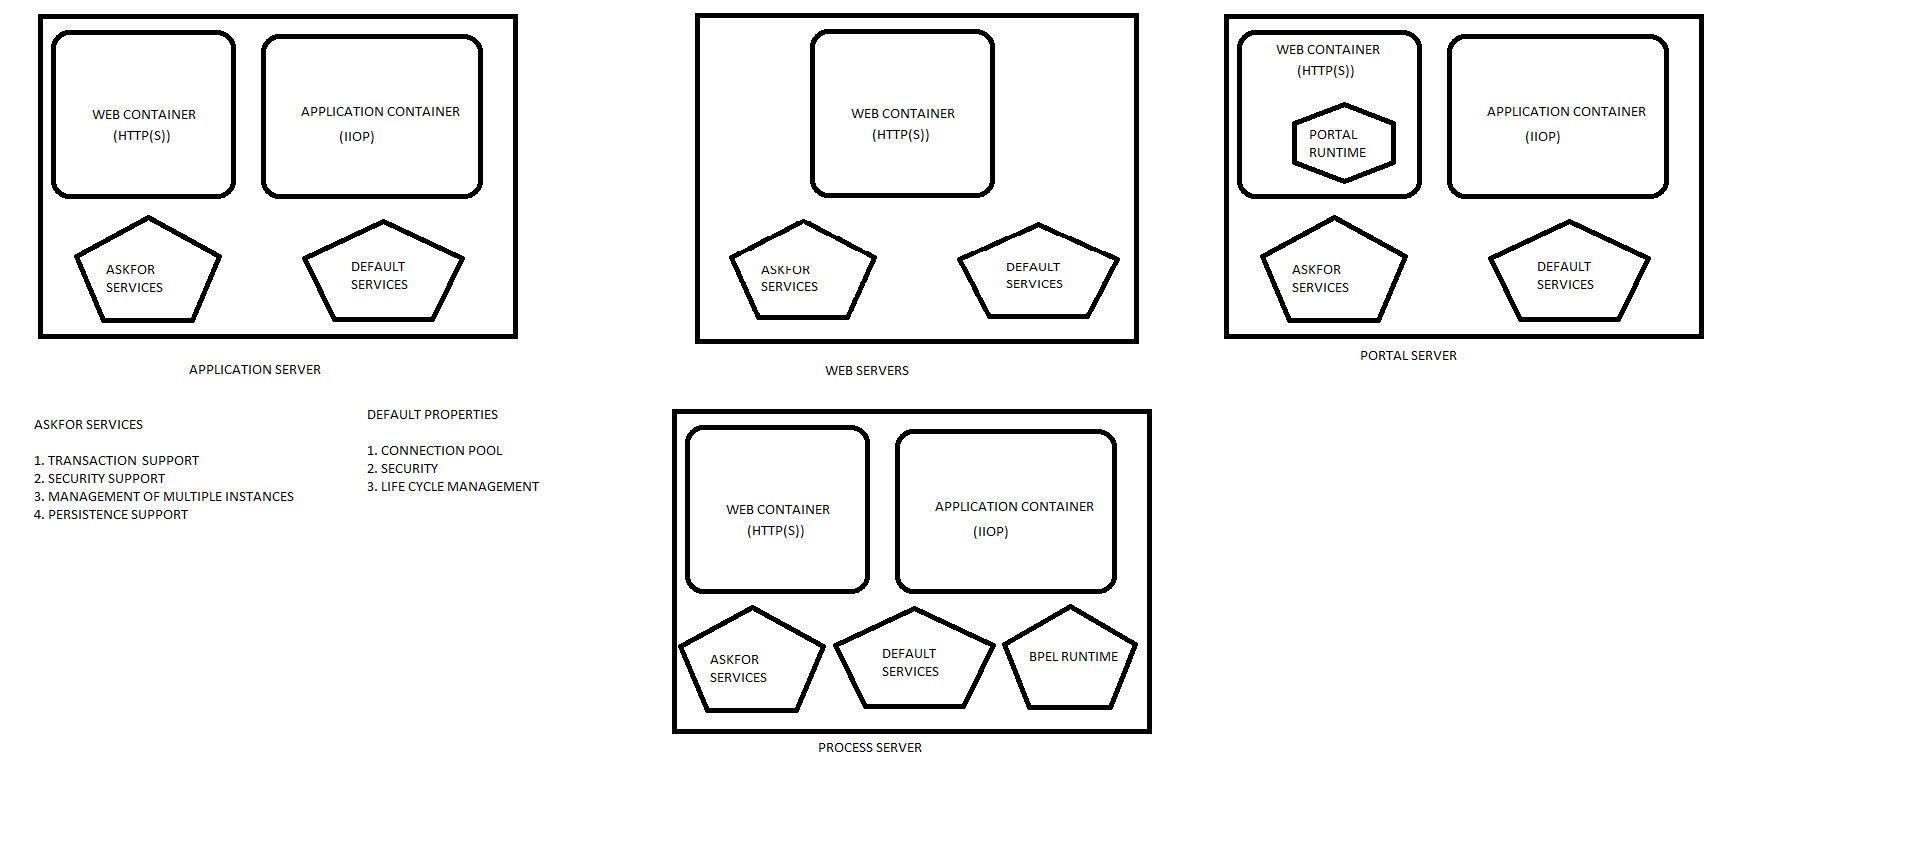 WEB CONTAINER
(HTTP(S))
APPLICATION CONTAINER
(IIOP)
ASKFOR
SERVICES
DEFAULT
SERVICES
APPLICATION SERVER
WEB CONTAINER
(HTTP(S))
ASKFOR
SERVICES
DEFAULT
SERVICES
WEB SERVERS
WEB CONTAINER
(HTTP(S))
PORTAL
RUNTIME
APPLICATION CONTAINER
(IIOP)
ASKFOR
SERVICES
DEFAULT
SERVICES
PORTAL SERVER
ASKFOR SERVICES
1. TRANSACTION SUPPORT
2. SECURITY SUPPORT
3. MANAGEMENT OF MULTIPLE INSTANCES
4. PERSISTENCE SUPPORT
DEFAULT PROPERTIES
1. CONNECTION POOL
2. SECURITY
3. LIFE CYCLE MANAGEMENT
WEB CONTAINER
(HTTP(S))
APPLICATION CONTAINER
(IIOP)
ASKFOR
SERVICES
DEFAULT
SERVICES
BPEL RUNTIME
PROCESS SERVER